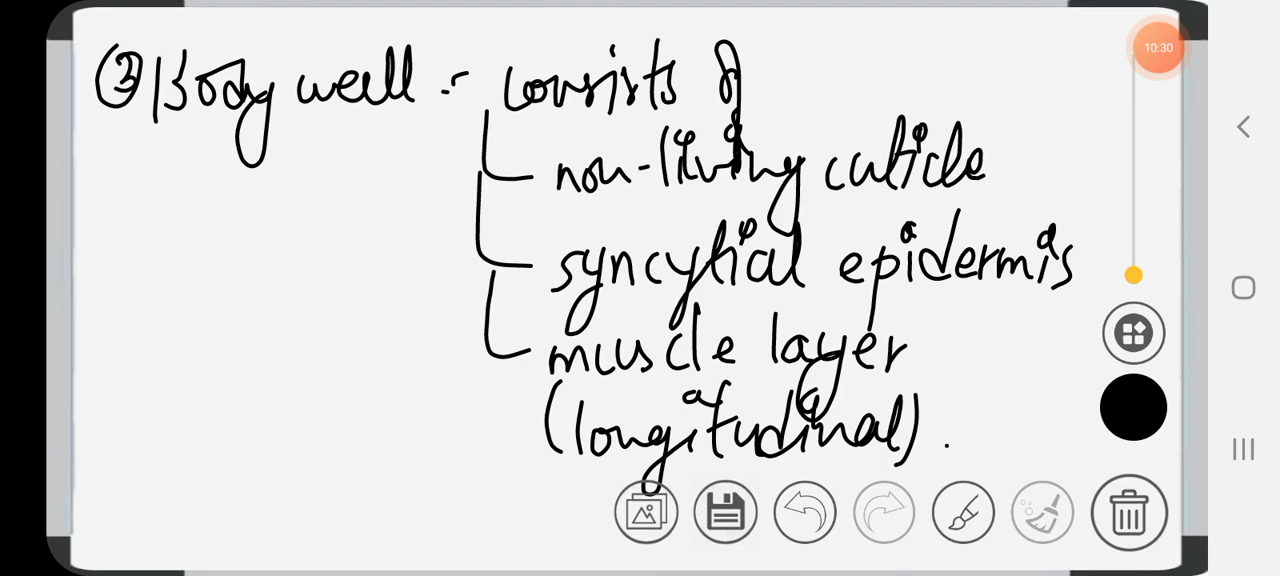 ③ Body wall :- consists of
non-living cuticle
syncytial epidermis
muscle layer
(longitudinal).
10:30